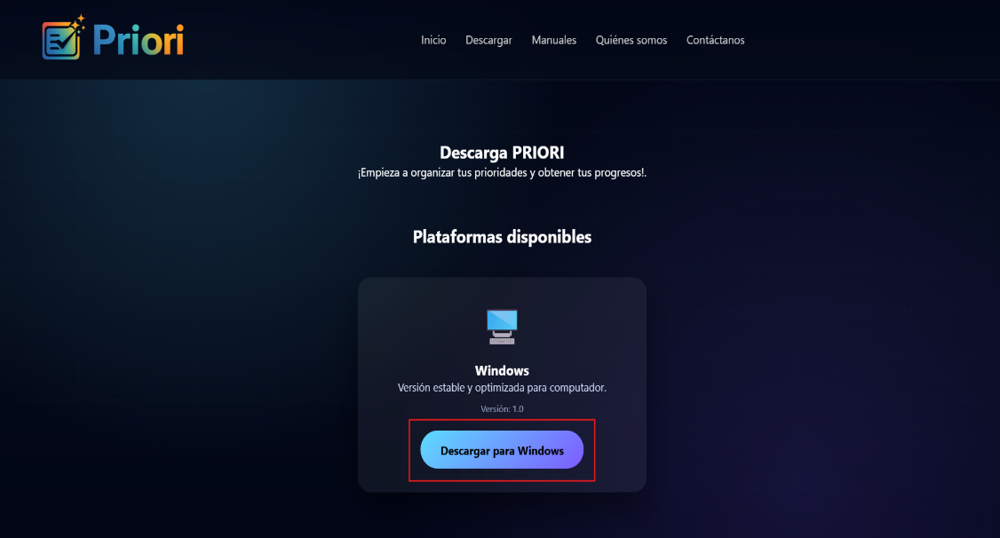 Priori
Inicio Descargar Manuales Quiénes somos Contáctanos
Descarga PRIORI
¡Empieza a organizar tus prioridades y obtener tus progresos!.
Plataformas disponibles
Windows
Versión estable y optimizada para computador.
Versión: 1.0
Descargar para Windows